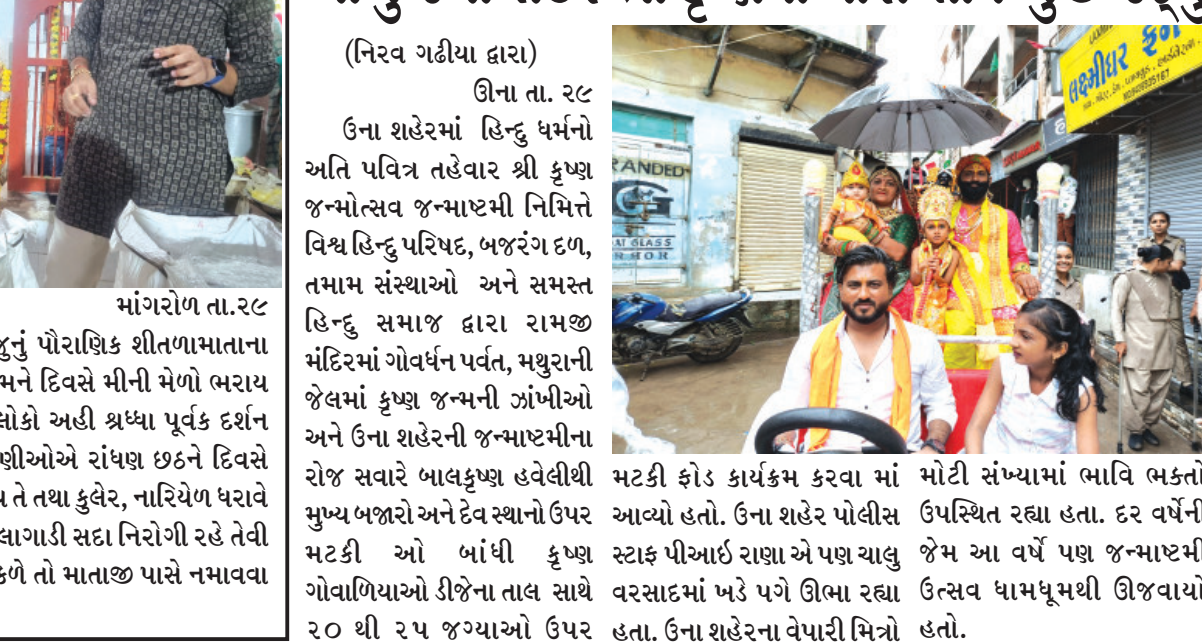 માંગરોળ તા.૨૯
પૌરાણિક શીતળામાતાના
દિવસે મીની મેળો ભરાય
લોકો અહી શ્રધ્ધા પૂર્વક દર્શન
રાંધણ છઠને દિવસે
તે તથા કુલેર, નારિયેળ ધરાવે
સદા નિરોગી રહે તેવી
તો માતાજી પાસે નમાવવા
(નિરવ ગઢીયા દ્વારા)
ઊના તા. ૨૯
ઉના શહેરમાં હિન્દુ ધર્મનો
અતિ પવિત્ર તહેવાર શ્રી કૃષ્ણ
જન્મોત્સવ જન્માષ્ટમી નિમિત્તે
વિશ્વ હિન્દુ પરિષદ, બજરંગ દળ,
તમામ સંસ્થાઓ અને સમસ્ત
હિન્દુ સમાજ દ્વારા રામજી
મંદિરમાં ગોવર્ધન પર્વત, મથુરાની
જેલમાં કૃષ્ણ જન્મની ઝાંખીઓ
અને ઉના શહેરની જન્માષ્ટમીના
રોજ સવારે બાલકૃષ્ણ હવેલીથી
મુખ્ય બજારો અને દેવ સ્થાનો ઉપર
મટકી ઓ બાંધી કૃષ્ણ
ગોવાળિયાઓ ડીજેના તાલ સાથે
૨૦ થી ૨૫ જગ્યાઓ ઉપર
લક્ષ્મીધર
મટકી ફોડ કાર્યક્રમ કરવા માં
આવ્યો હતો. ઉના શહેર પોલીસ
સ્ટાફ પીઆઇ રાણા એ પણ ચાલુ
વરસાદમાં ખડે પગે ઊભા રહ્યા
હતા. ઉના શહેરના વેપારી મિત્રો
મોટી સંખ્યામાં ભાવિ ભક્તો
ઉપસ્થિત રહ્યા હતા. દર વર્ષેની
જેમ આ વર્ષે પણ જન્માષ્ટમી
ઉત્સવ ધામધૂમથી ઊજવાયો
હતો.